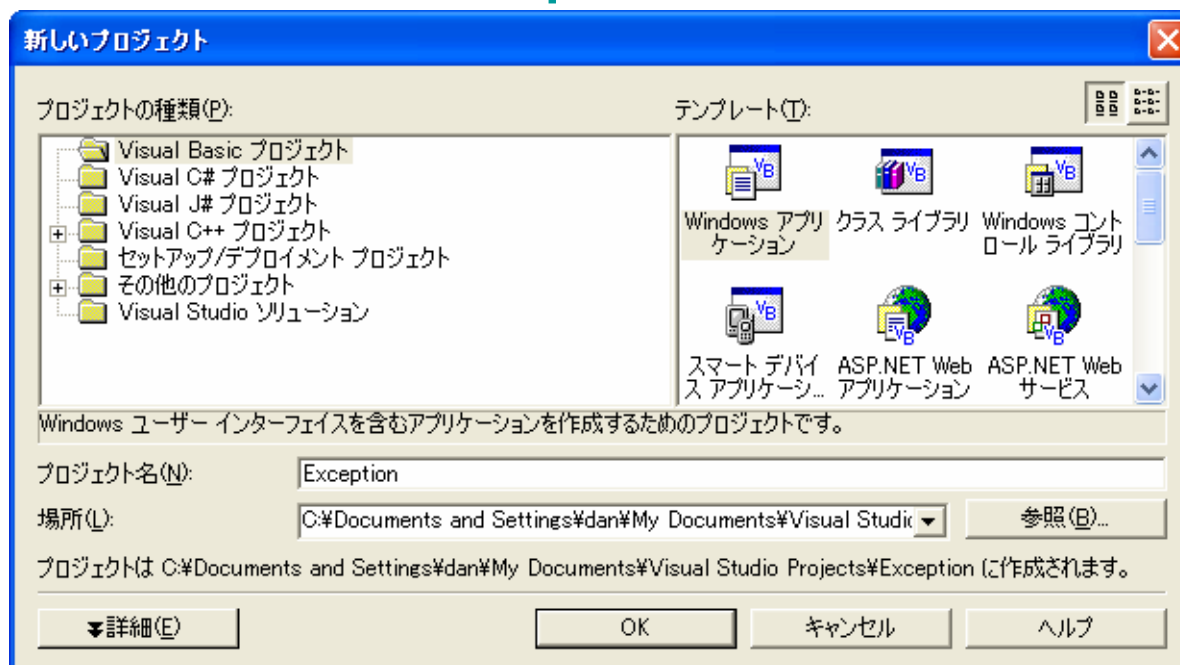 新しいプロジェクト
プロジェクトの種類(P):
テンプレート(T):
Visual Basic プロジェクト
Visual C# プロジェクト
Visual J# プロジェクト
Visual C++ プロジェクト
セットアップ/デプロイメント プロジェクト
その他のプロジェクト
Visual Studio ソリューション
Windows アプリ
ケーション
クラス ライブラリ
Windows コント
ロール ライブラリ
スマート デバイ
ス アプリケーシ...
ASP.NET Web
アプリケーション
ASP.NET Web
サービス
Windows ユーザー インターフェイスを含むアプリケーションを作成するためのプロジェクトです。
プロジェクト名(N):
Exception
場所(L):
C:¥Documents and Settings¥dan¥My Documents¥Visual Studic
参照(B)...
プロジェクトは C:¥Documents and Settings¥dan¥My Documents¥Visual Studio Projects¥Exception に作成されます。
詳細(E)
OK
キャンセル
ヘルプ